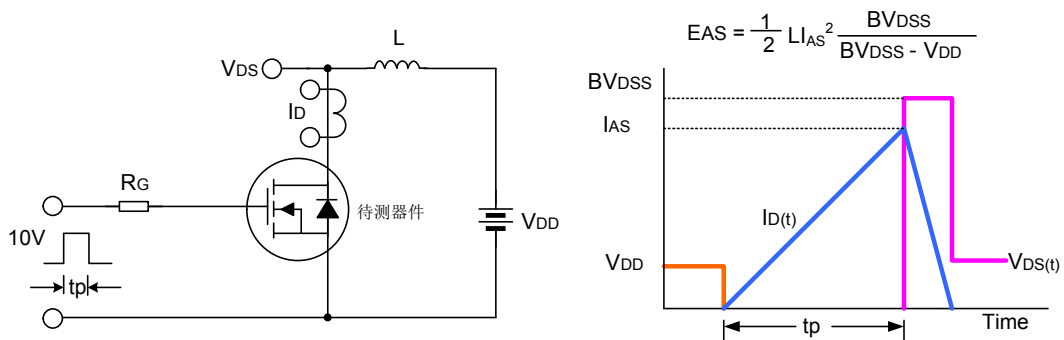 L
VDS
ID
RG
10V
tp
待测器件
VDD
EAS = 1/2 LIAS² BVDSS/(BVDSS - VDD)
BVDSS
IAS
ID(t)
VDD
VDS(t)
tp
Time